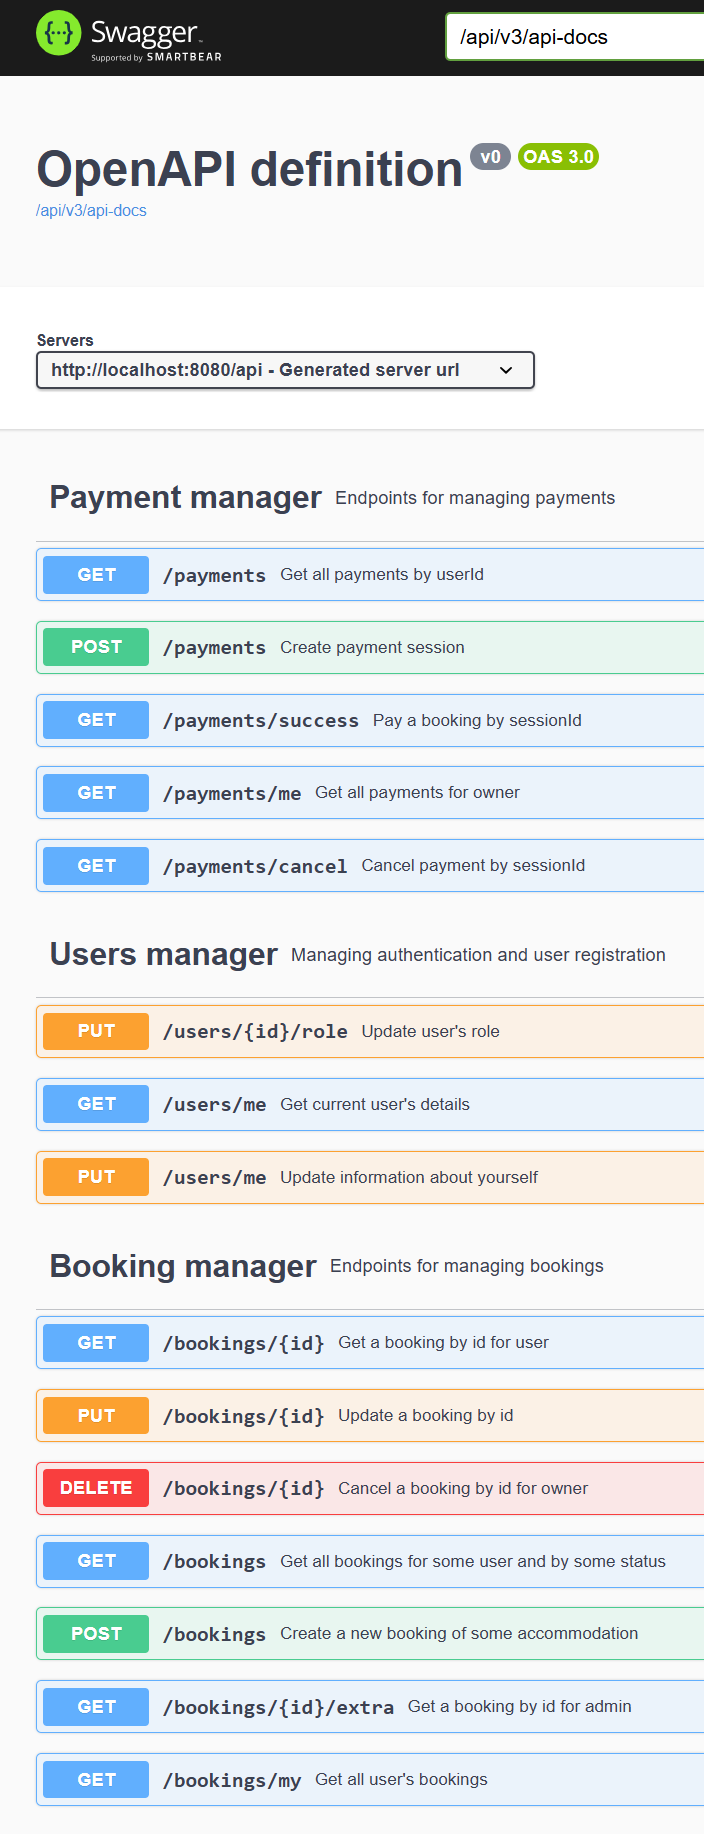 Swagger
Supported by SMARTBEAR
/api/v3/api-docs
OpenAPI definition v0 OAS 3.0
/api/v3/api-docs
Servers
http://localhost:8080/api - Generated server url
Payment manager Endpoints for managing payments
GET /payments Get all payments by userId
POST /payments Create payment session
GET /payments/success Pay a booking by sessionId
GET /payments/me Get all payments for owner
GET /payments/cancel Cancel payment by sessionId
Users manager Managing authentication and user registration
PUT /users/{id}/role Update user's role
GET /users/me Get current user's details
PUT /users/me Update information about yourself
Booking manager Endpoints for managing bookings
GET /bookings/{id} Get a booking by id for user
PUT /bookings/{id} Update a booking by id
DELETE /bookings/{id} Cancel a booking by id for owner
GET /bookings Get all bookings for some user and by some status
POST /bookings Create a new booking of some accommodation
GET /bookings/{id}/extra Get a booking by id for admin
GET /bookings/my Get all user's bookings